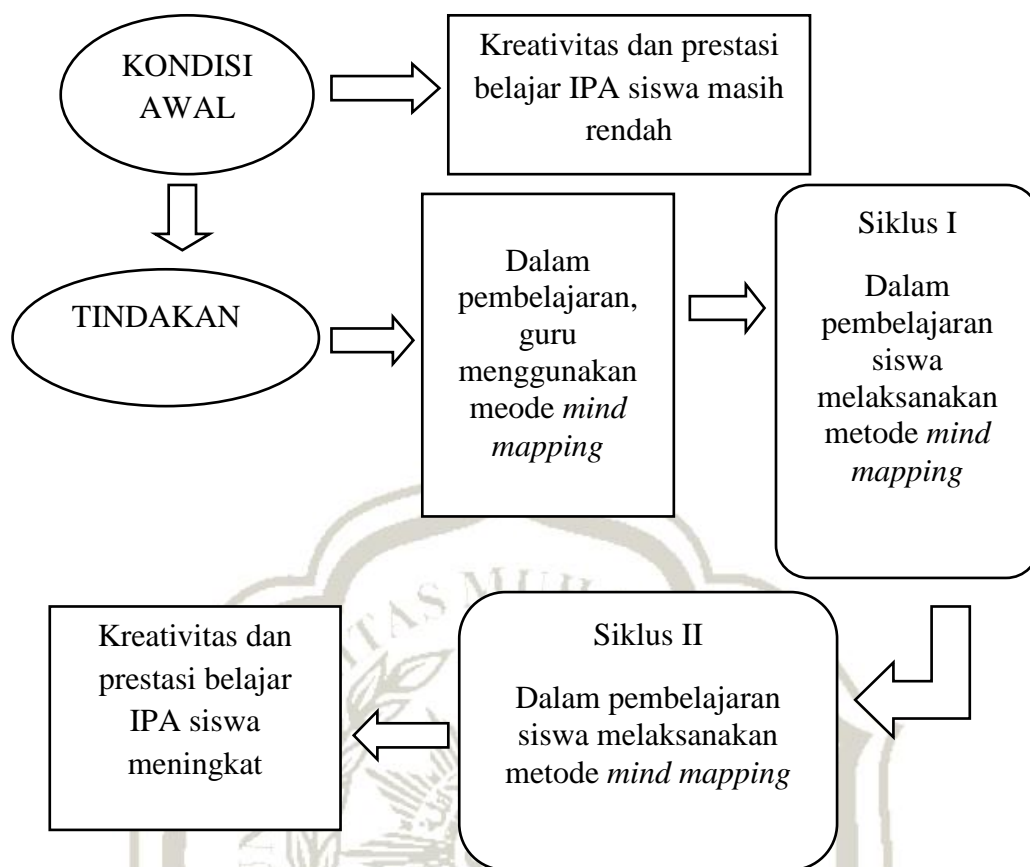 KONDISI
AWAL
Kreativitas dan prestasi
belajar IPA siswa masih
rendah
TINDAKAN
Dalam
pembelajaran,
guru
menggunakan
meode mind
mapping
Siklus I
Dalam
pembelajaran
siswa
melaksanakan
metode mind
mapping
Siklus II
Dalam pembelajaran
siswa melaksanakan
metode mind mapping
Kreativitas dan
prestasi belajar
IPA siswa
meningkat